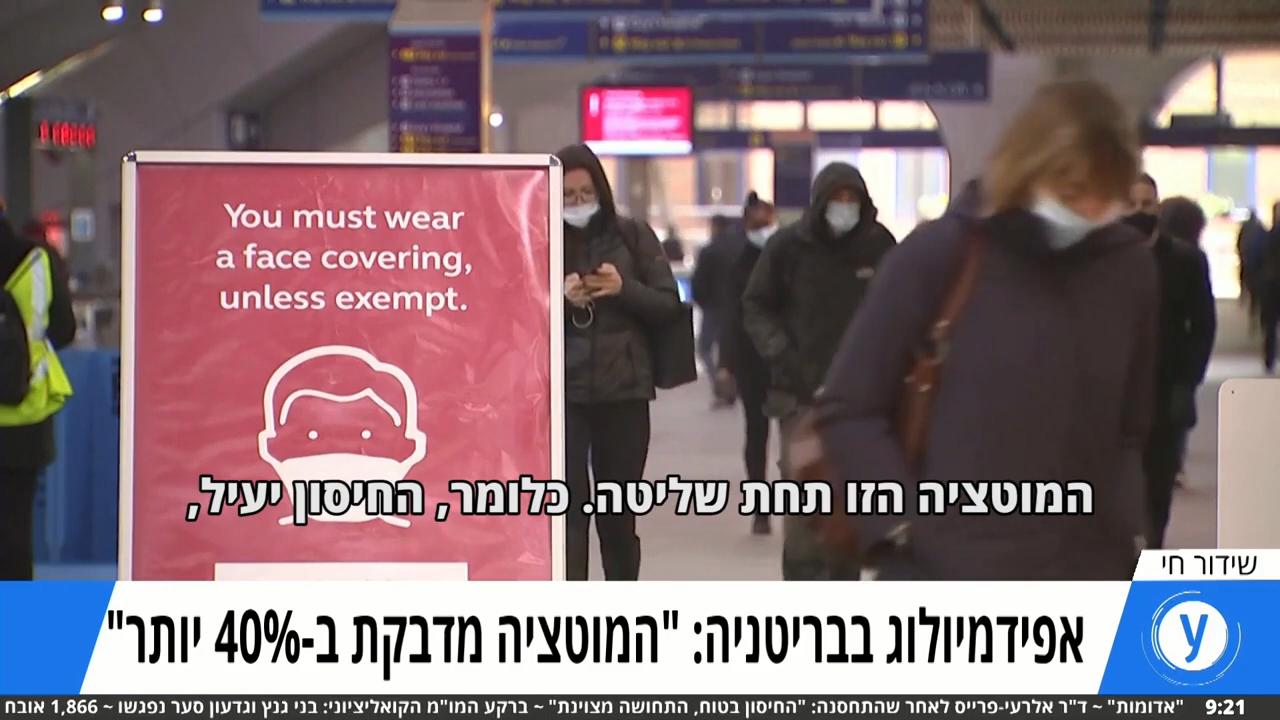 You must wear
a face covering,
unless exempt.
המוטציה הזו תחת שליטה. כלומר, החיסון יעיל,
שידור חי
אפידמיולוג בבריטניה: "המוטציה מדבקת ב-40% יותר"
y
9:21 "אדומות" ~ ד"ר אלרעי-פרייס לאחר שהתחסנה: "החיסון בטוח, התחושה מצוינת" ~ ברקע המו"מ הקואליציוני: בני גנץ וגדעון סער נפגשו ~ 1,866 אובח